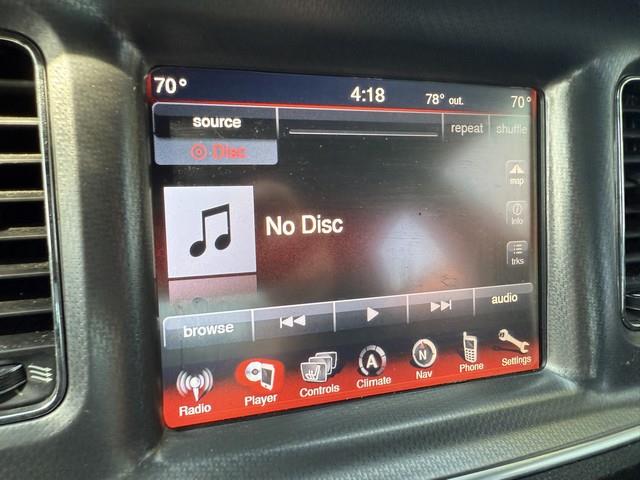 70° 4:18 78° out. 70°
source repeat shuffle
Disc
map
No Disc
info
trks
browse audio
Radio Player Controls A Climate N Nav Phone Settings